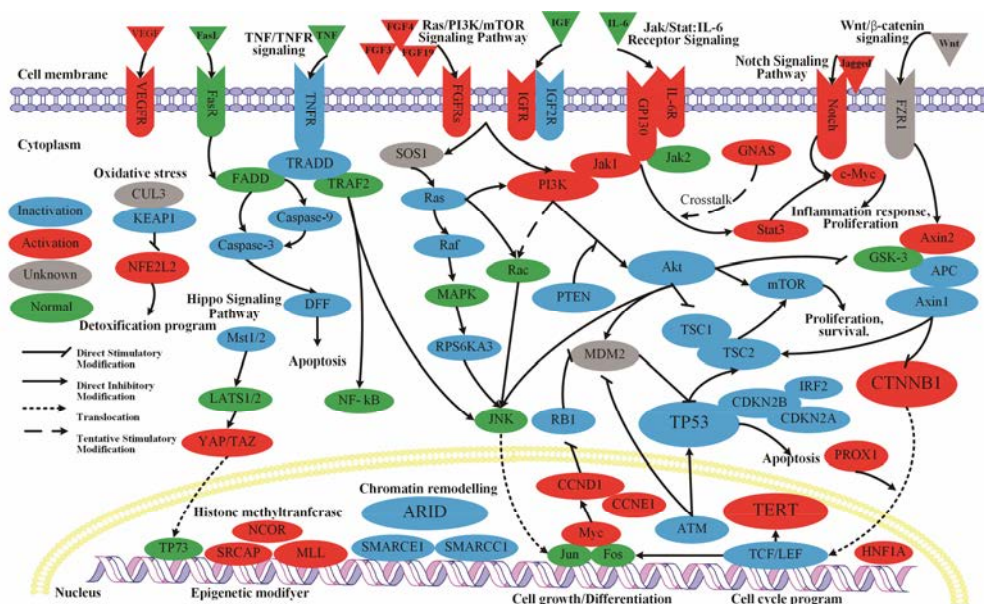 VEGF
FasL
TNF/TNFR
signaling
TNF
FGF3
FGF4
FGF19
Ras/PI3K/mTOR
Signaling Pathway
IGF
IL-6
Jak/Stat:IL-6
Receptor Signaling
Wnt/β-catenin
signaling
Wnt
Notch Signaling
Pathway
Jagged
Cell membrane
VEGFR
FasR
TNFR
FGFRs
IGFR
IGF2R
GP130
IL-6R
Notch
FZR1
Cytoplasm
TRADD
FADD
TRAF2
SOS1
Ras
PI3K
Jak1
Jak2
GNAS
c-Myc
Crosstalk
Stat3
Inflammation response,
Proliferation
Oxidative stress
CUL3
KEAP1
NFE2L2
Detoxification program
Inactivation
Activation
Unknown
Normal
Caspase-9
Caspase-3
DFF
Apoptosis
Raf
Rac
MAPK
RPS6KA3
PTEN
Akt
mTOR
GSK-3
Axin2
APC
Axin1
Proliferation,
survival.
Hippo Signaling
Pathway
Mst1/2
LATS1/2
YAP/TAZ
NF-kB
JNK
RB1
MDM2
TSC1
TSC2
TP53
CDKN2B
IRF2
CDKN2A
CTNNB1
Direct Stimulatory
Modification
Direct Inhibitory
Modification
Translocation
Tentative Stimulatory
Modification
Apoptosis
PROX1
Chromatin remodelling
ARID
SMARCE1
SMARCC1
Histone methyltranferase
NCOR
SRCAP
MLL
TP73
CCND1
CCNE1
Myc
Jun
Fos
ATM
TERT
TCF/LEF
HNF1A
Nucleus
Epigenetic modifyer
Cell growth/Differentiation
Cell cycle program